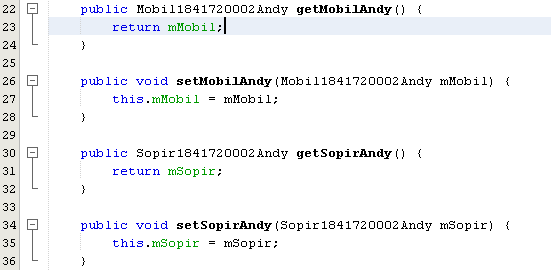 22 public Mobil1841720002Andy getMobilAndy() {
23 return mMobil;
24 }
25
26 public void setMobilAndy(Mobil1841720002Andy mMobil) {
27 this.mMobil = mMobil;
28 }
29
30 public Sopir1841720002Andy getSopirAndy() {
31 return mSopir;
32 }
33
34 public void setSopirAndy(Sopir1841720002Andy mSopir) {
35 this.mSopir = mSopir;
36 }